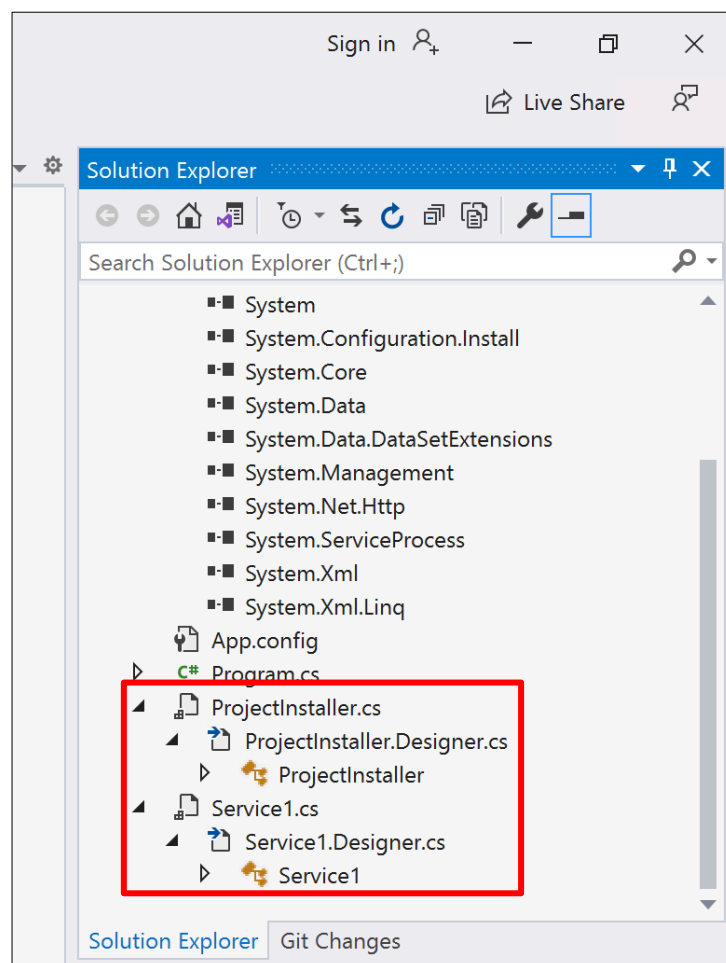 Sign in
Live Share
Solution Explorer
Search Solution Explorer (Ctrl+;)
System
System.Configuration.Install
System.Core
System.Data
System.Data.DataSetExtensions
System.Management
System.Net.Http
System.ServiceProcess
System.Xml
System.Xml.Linq
App.config
C# Program.cs
ProjectInstaller.cs
ProjectInstaller.Designer.cs
ProjectInstaller
Service1.cs
Service1.Designer.cs
Service1
Solution Explorer Git Changes